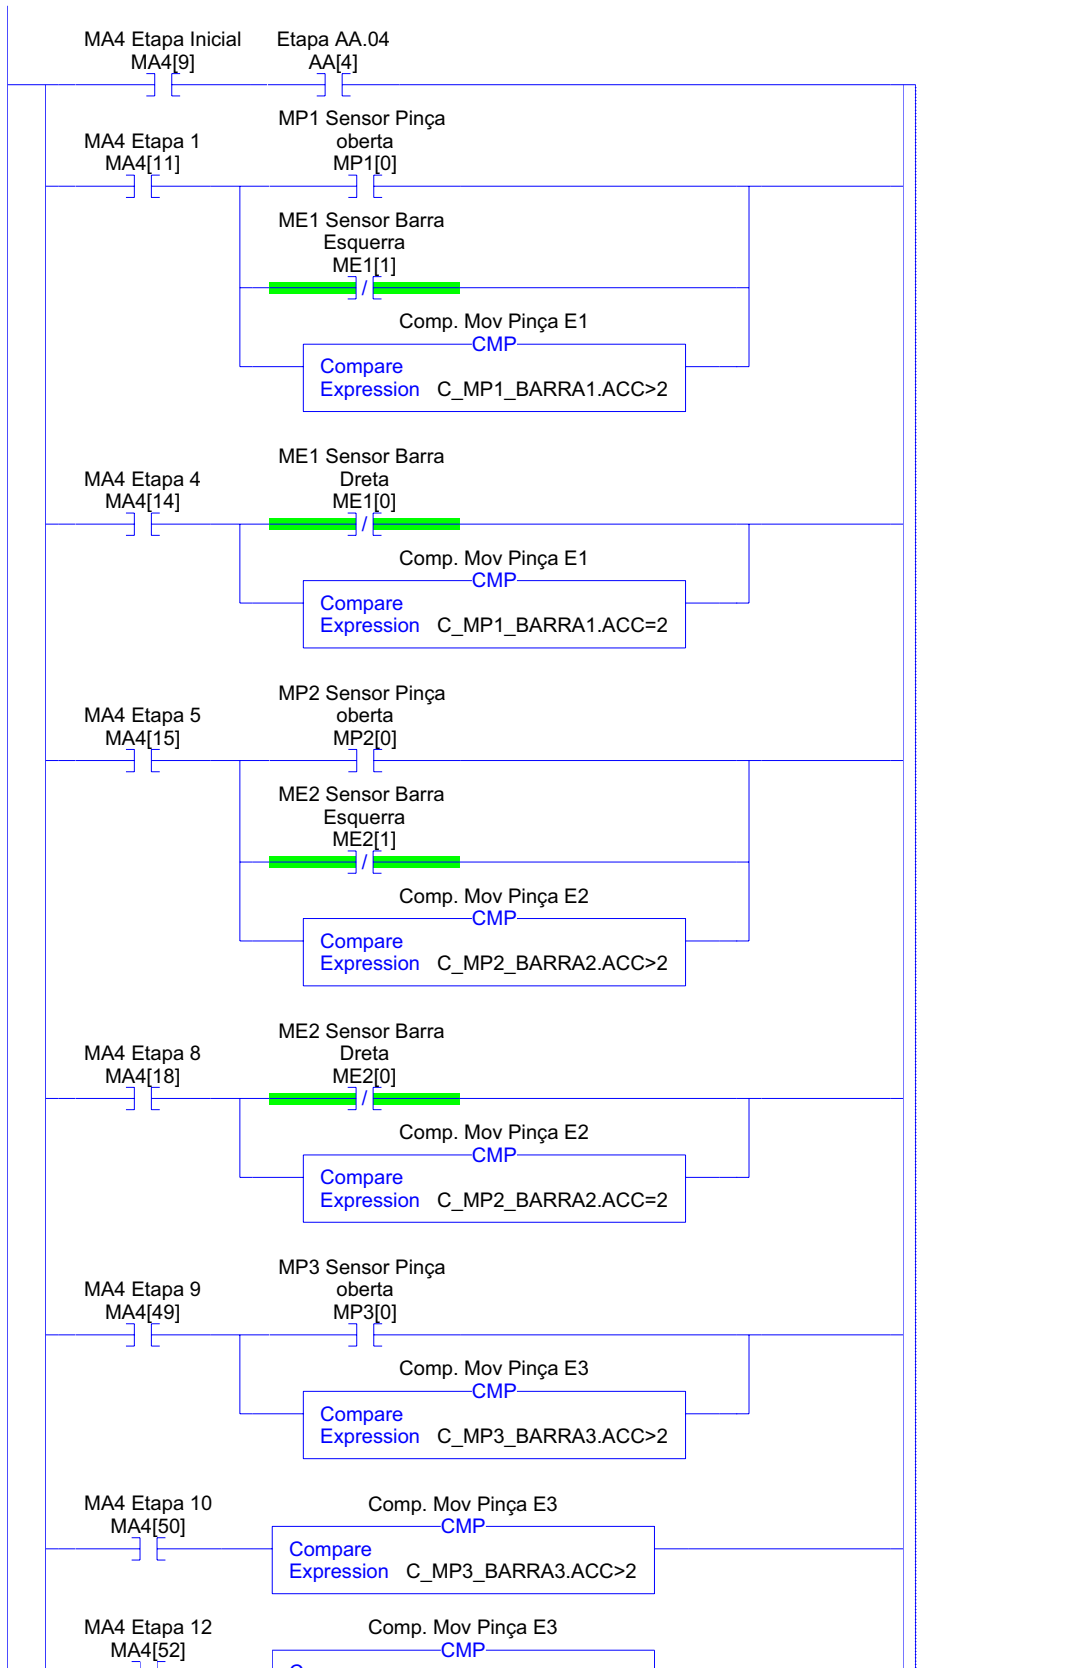 MA4 Etapa Inicial Etapa AA.04
MA4[9] AA[4]
MP1 Sensor Pinça
MA4 Etapa 1 oberta
MA4[11] MP1[0]
ME1 Sensor Barra
Esquerra
ME1[1]
/
Comp. Mov Pinça E1
CMP
Compare
Expression C_MP1_BARRA1.ACC>2
ME1 Sensor Barra
MA4 Etapa 4 Dreta
MA4[14] ME1[0]
/
Comp. Mov Pinça E1
CMP
Compare
Expression C_MP1_BARRA1.ACC=2
MP2 Sensor Pinça
MA4 Etapa 5 oberta
MA4[15] MP2[0]
ME2 Sensor Barra
Esquerra
ME2[1]
/
Comp. Mov Pinça E2
CMP
Compare
Expression C_MP2_BARRA2.ACC>2
ME2 Sensor Barra
MA4 Etapa 8 Dreta
MA4[18] ME2[0]
/
Comp. Mov Pinça E2
CMP
Compare
Expression C_MP2_BARRA2.ACC=2
MP3 Sensor Pinça
MA4 Etapa 9 oberta
MA4[49] MP3[0]
Comp. Mov Pinça E3
CMP
Compare
Expression C_MP3_BARRA3.ACC>2
MA4 Etapa 10 Comp. Mov Pinça E3
MA4[50] CMP
Compare
Expression C_MP3_BARRA3.ACC>2
MA4 Etapa 12 Comp. Mov Pinça E3
MA4[52] CMP